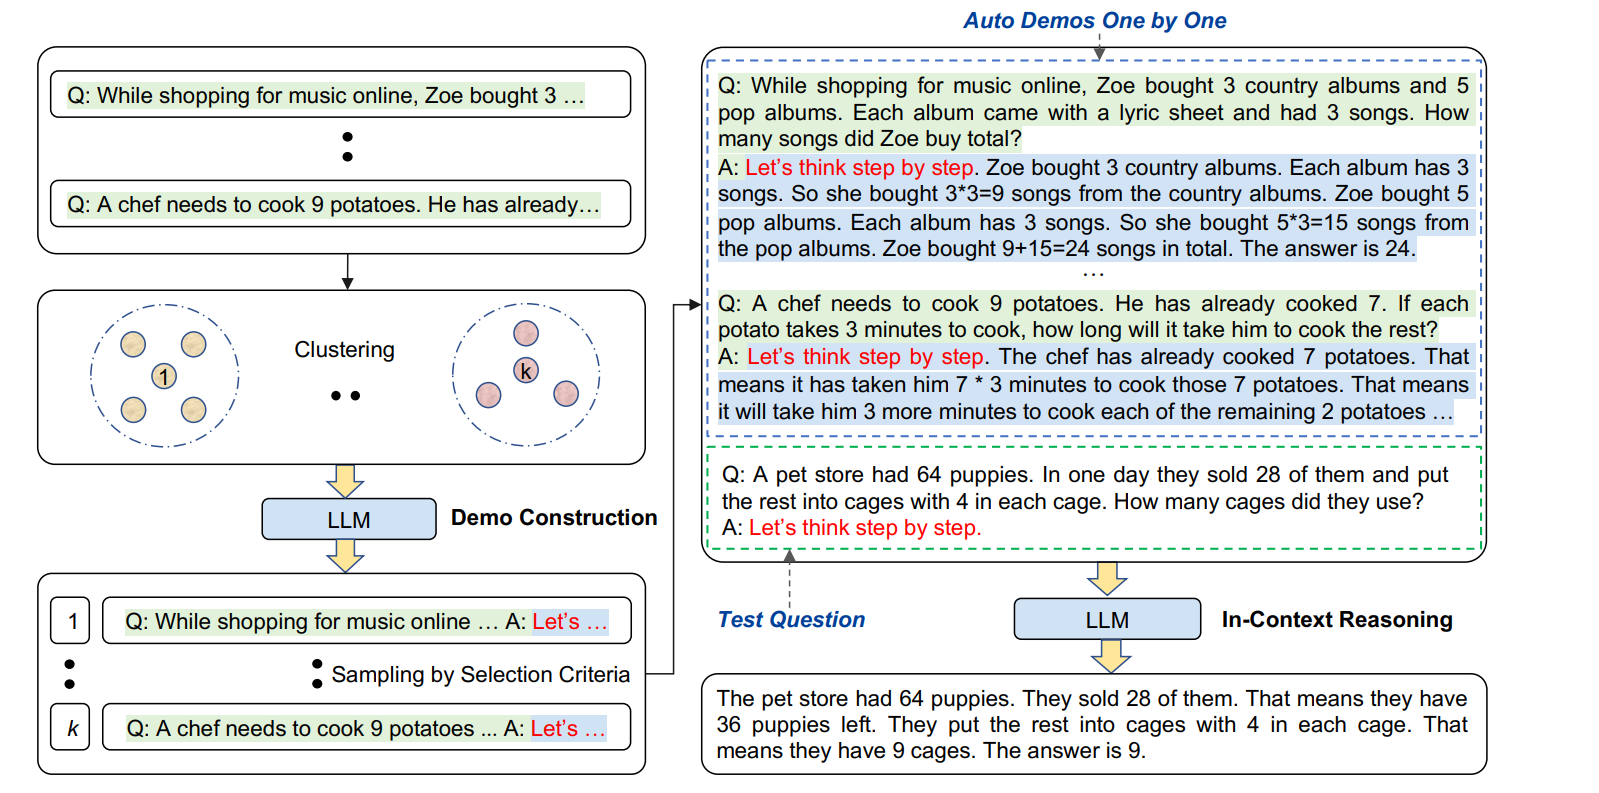 Q: While shopping for music online, Zoe bought 3 …
Q: A chef needs to cook 9 potatoes. He has already…
1
Clustering
k
LLM
Demo Construction
1
Q: While shopping for music online … A: Let’s …
Sampling by Selection Criteria
k
Q: A chef needs to cook 9 potatoes ... A: Let’s …
Auto Demos One by One
Q: While shopping for music online, Zoe bought 3 country albums and 5
pop albums. Each album came with a lyric sheet and had 3 songs. How
many songs did Zoe buy total?
A: Let’s think step by step. Zoe bought 3 country albums. Each album has 3
songs. So she bought 3*3=9 songs from the country albums. Zoe bought 5
pop albums. Each album has 3 songs. So she bought 5*3=15 songs from
the pop albums. Zoe bought 9+15=24 songs in total. The answer is 24.
…
Q: A chef needs to cook 9 potatoes. He has already cooked 7. If each
potato takes 3 minutes to cook, how long will it take him to cook the rest?
A: Let’s think step by step. The chef has already cooked 7 potatoes. That
means it has taken him 7 * 3 minutes to cook those 7 potatoes. That means
it will take him 3 more minutes to cook each of the remaining 2 potatoes …
Q: A pet store had 64 puppies. In one day they sold 28 of them and put
the rest into cages with 4 in each cage. How many cages did they use?
A: Let’s think step by step.
Test Question
LLM
In-Context Reasoning
The pet store had 64 puppies. They sold 28 of them. That means they have
36 puppies left. They put the rest into cages with 4 in each cage. That
means they have 9 cages. The answer is 9.